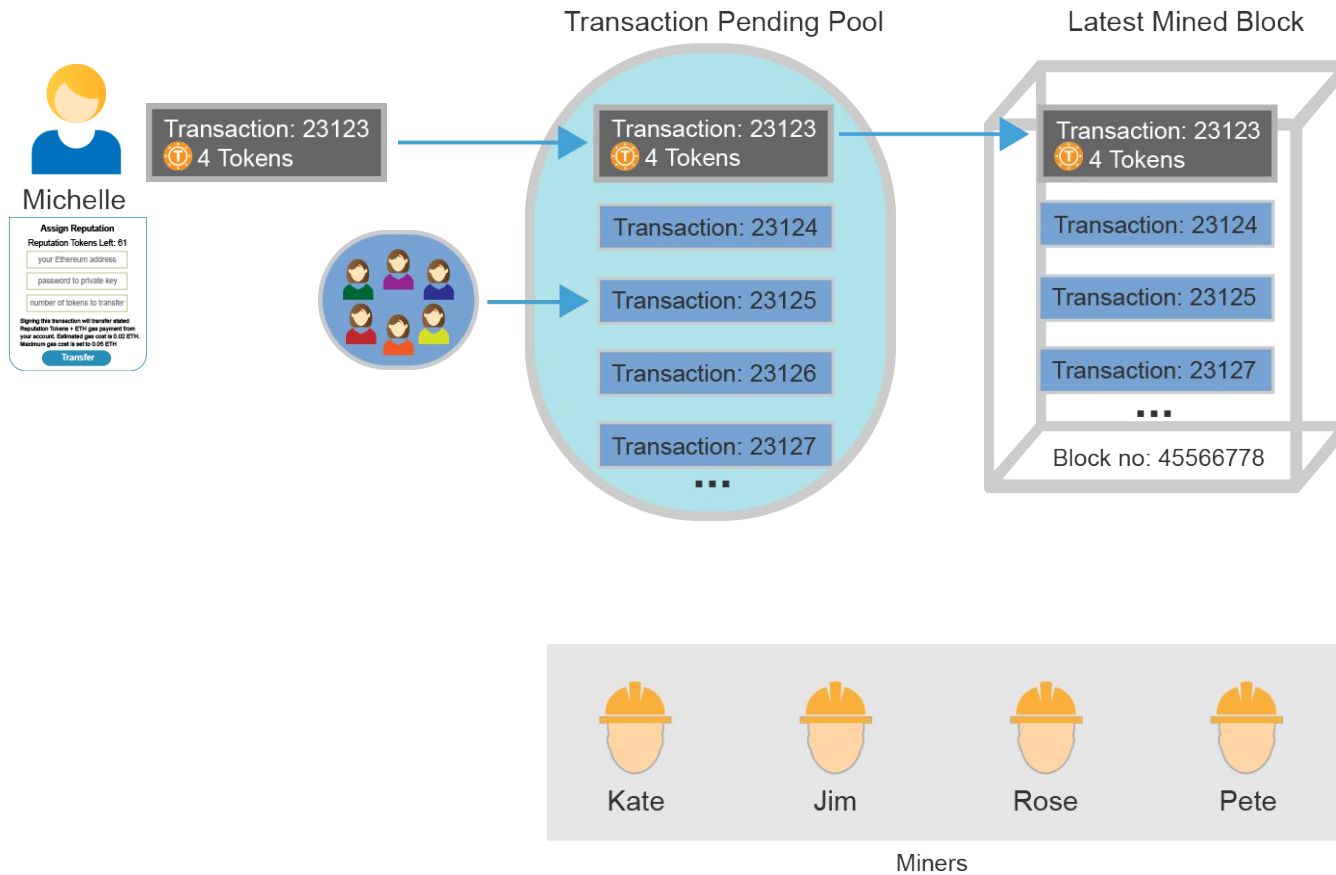 Transaction Pending Pool
Latest Mined Block
Transaction: 23123
T 4 Tokens
Michelle
Assign Reputation
Reputation Tokens Left: 61
your Ethereum address
password to private key
number of tokens to transfer
Signing this transaction will transfer stated
Reputation Tokens + ETH gas payment from
your account. Estimated gas cost is 0.02 ETH.
Maximum gas cost is set to 0.05 ETH
Transfer
Transaction: 23123
T 4 Tokens
Transaction: 23124
Transaction: 23125
Transaction: 23126
Transaction: 23127
...
Transaction: 23123
T 4 Tokens
Transaction: 23124
Transaction: 23125
Transaction: 23127
...
Block no: 45566778
Kate
Jim
Rose
Pete
Miners